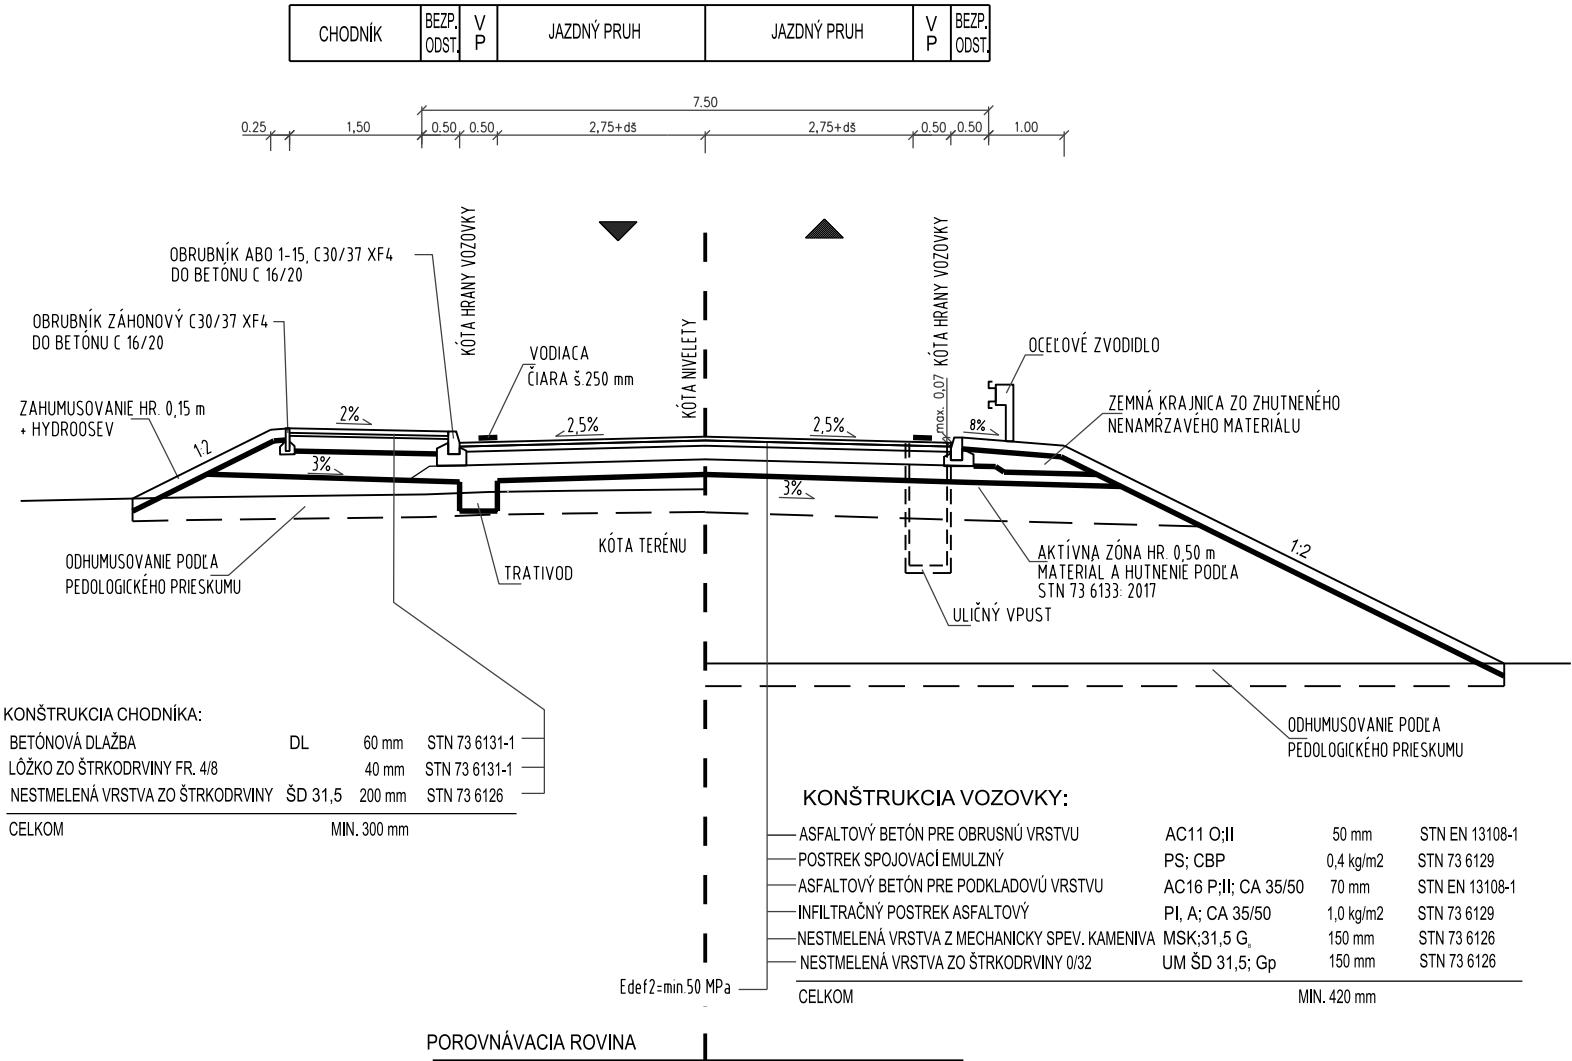 CHODNÍK
BEZP.
ODST.
V
P
JAZDNÝ PRUH
JAZDNÝ PRUH
V
P
BEZP.
ODST.
7.50
0.25
1,50
0.50
0.50
2,75+dš
2,75+dš
0.50
0.50
1.00
KÓTA HRANY VOZOVKY
KÓTA NIVELETY
max. 0,07
KÓTA HRANY VOZOVKY
OBRUBNÍK ABO 1-15, C30/37 XF4
DO BETÓNU C 16/20
OBRUBNÍK ZÁHONOVÝ C30/37 XF4
DO BETÓNU C 16/20
ZAHUMUSOVANIE HR. 0,15 m
+ HYDROOSEV
VODIACA
ČIARA š.250 mm
OCEĽOVÉ ZVODIDLO
ZEMNÁ KRAJNICA ZO ZHUTNENÉHO
NENAMŔZAVÉHO MATERIÁLU
1:2
2%
2,5%
2,5%
8%
3%
3%
1:2
KÓTA TERÉNU
ODHUMUSOVANIE PODĽA
PEDOLOGICKÉHO PRIESKUMU
TRATIVOD
AKTÍVNA ZÓNA HR. 0,50 m
MATERIÁL A HUTNENIE PODĽA
STN 73 6133: 2017
ULIČNÝ VPUST
ODHUMUSOVANIE PODĽA
PEDOLOGICKÉHO PRIESKUMU
KONŠTRUKCIA CHODNÍKA:
BETÓNOVÁ DLAŽBA DL 60 mm STN 73 6131-1
LÔŽKO ZO ŠTRKODRVINY FR. 4/8 40 mm STN 73 6131-1
NESTMELENÁ VRSTVA ZO ŠTRKODRVINY ŠD 31,5 200 mm STN 73 6126
CELKOM MIN. 300 mm
KONŠTRUKCIA VOZOVKY:
ASFALTOVÝ BETÓN PRE OBRUSNÚ VRSTVU AC11 O;II 50 mm STN EN 13108-1
POSTREK SPOJOVACÍ EMULZNÝ PS; CBP 0,4 kg/m2 STN 73 6129
ASFALTOVÝ BETÓN PRE PODKLADOVÚ VRSTVU AC16 P;II; CA 35/50 70 mm STN EN 13108-1
INFILTRAČNÝ POSTREK ASFALTOVÝ PI, A; CA 35/50 1,0 kg/m2 STN 73 6129
NESTMELENÁ VRSTVA Z MECHANICKY SPEV. KAMENIVA MSK;31,5 G 150 mm STN 73 6126
NESTMELENÁ VRSTVA ZO ŠTRKODRVINY 0/32 UM ŠD 31,5; Gp 150 mm STN 73 6126
Edef2=min.50 MPa
CELKOM MIN. 420 mm
POROVNÁVACIA ROVINA